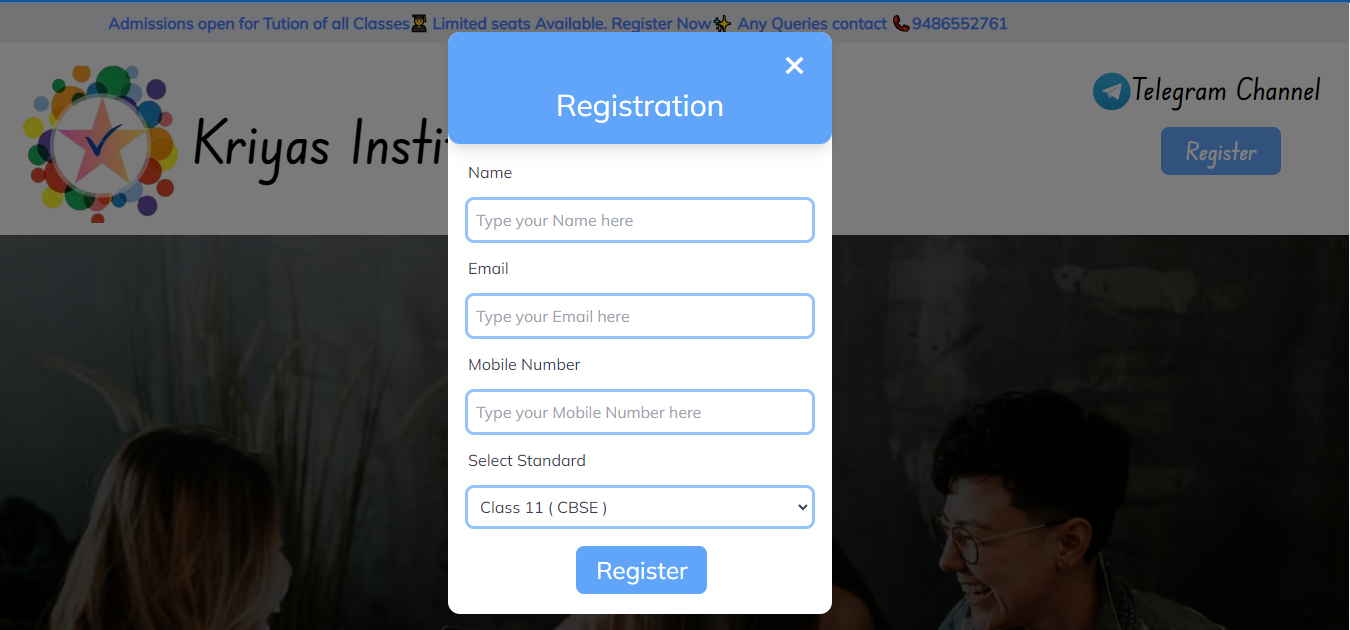 Admissions open for Tution of all Classes👨‍🎓 Limited seats Available. Register Now✨ Any Queries contact 📞9486552761
Kriyas Insti
Telegram Channel
Register
Registration
Name
Type your Name here
Email
Type your Email here
Mobile Number
Type your Mobile Number here
Select Standard
Class 11 ( CBSE )
Register